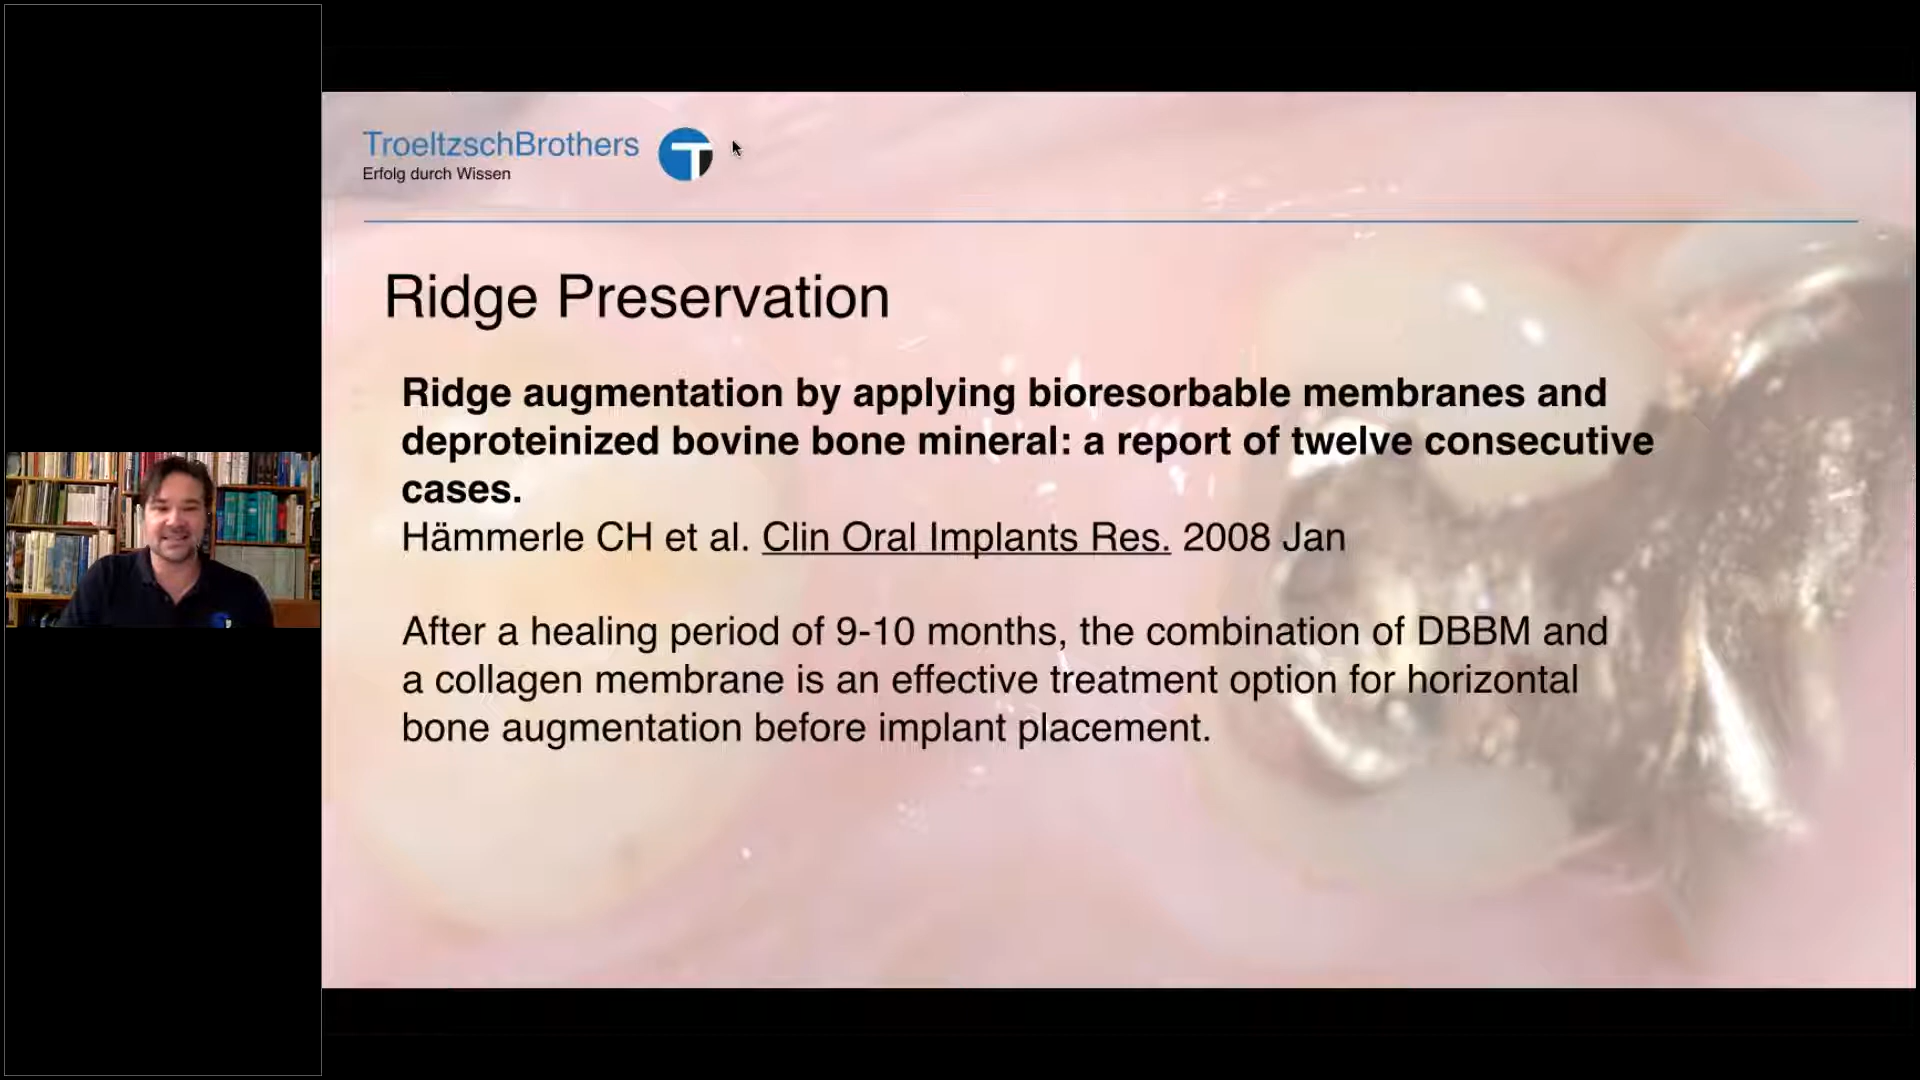 TroeltzschBrothers
Erfolg durch Wissen
T
Ridge Preservation
Ridge augmentation by applying bioresorbable membranes and
deproteinized bovine bone mineral: a report of twelve consecutive
cases.
Hämmerle CH et al. Clin Oral Implants Res. 2008 Jan
After a healing period of 9-10 months, the combination of DBBM and
a collagen membrane is an effective treatment option for horizontal
bone augmentation before implant placement.